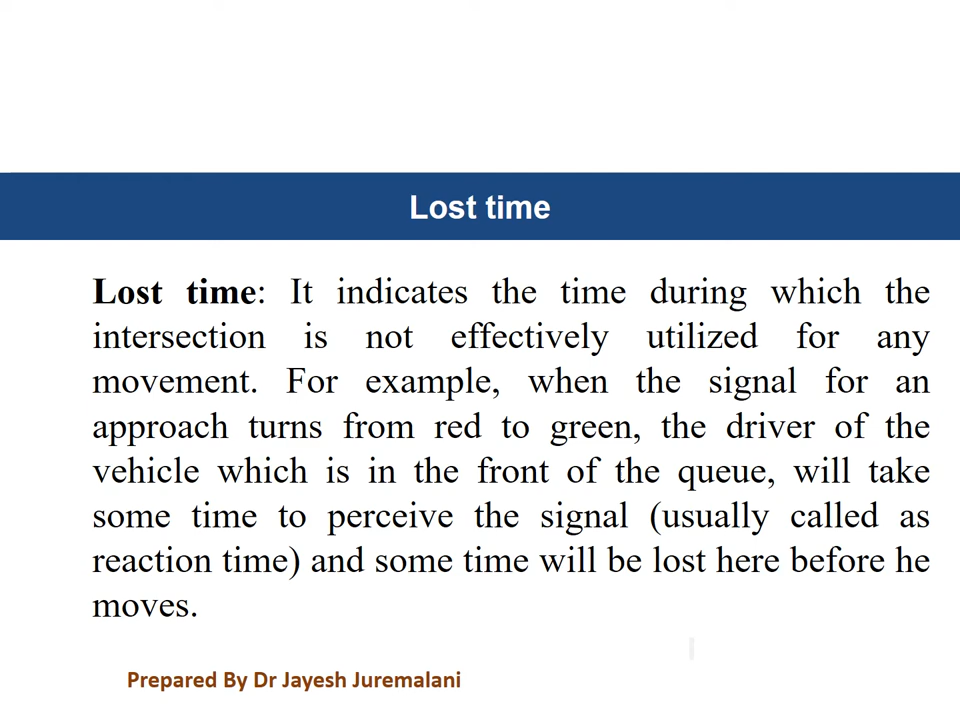 Lost time
Lost time: It indicates the time during which the
intersection is not effectively utilized for any
movement. For example, when the signal for an
approach turns from red to green, the driver of the
vehicle which is in the front of the queue, will take
some time to perceive the signal (usually called as
reaction time) and some time will be lost here before he
moves.
Prepared By Dr Jayesh Juremalani